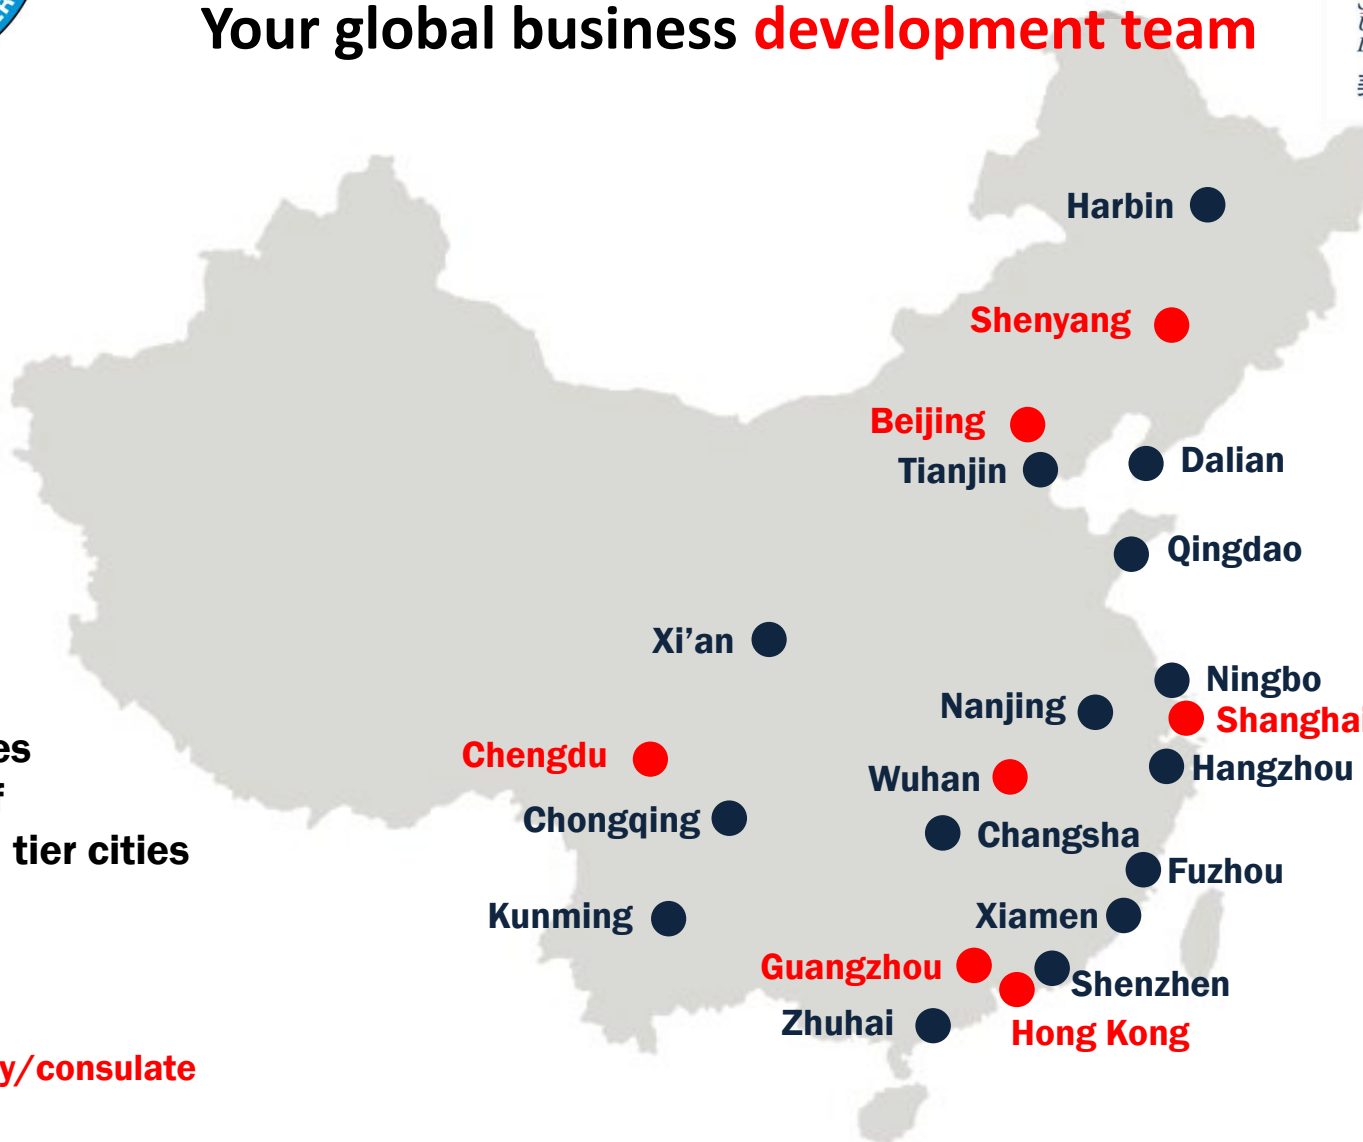 Your global business development team
Harbin
Shenyang
Beijing
Tianjin
Dalian
Qingdao
Xi’an
Ningbo
Nanjing
Shanghai
Chengdu
Wuhan
Hangzhou
Chongqing
Changsha
Fuzhou
tier cities
Kunming
Xiamen
Guangzhou
Shenzhen
Zhuhai
Hong Kong
y/consulate